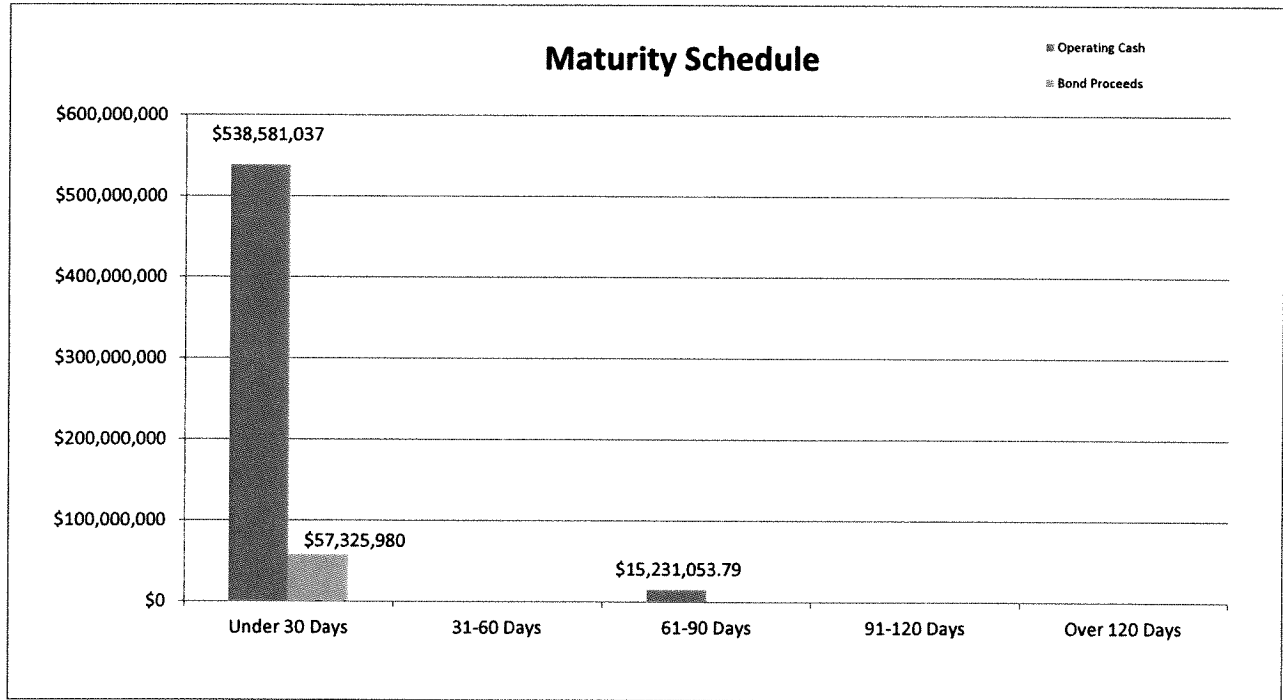 Maturity Schedule
Operating Cash
Bond Proceeds
$600,000,000
$538,581,037
$500,000,000
$400,000,000
$300,000,000
$200,000,000
$100,000,000
$57,325,980
$15,231,053.79
$0
Under 30 Days 31-60 Days 61-90 Days 91-120 Days Over 120 Days